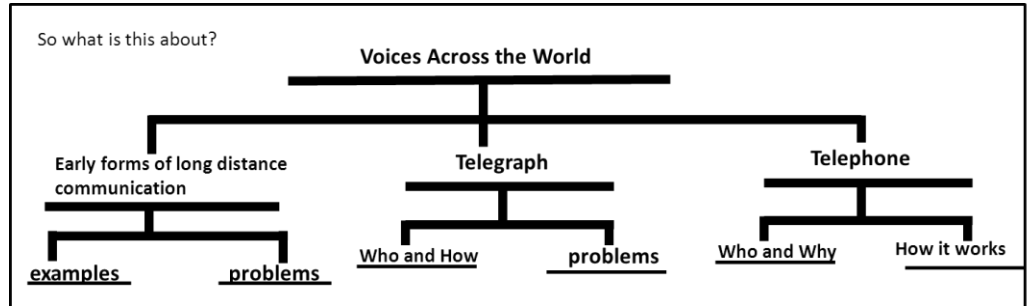 So what is this about?
Voices Across the World
Early forms of long distance
communication
Telegraph
Telephone
examples
problems
Who and How
problems
Who and Why
How it works